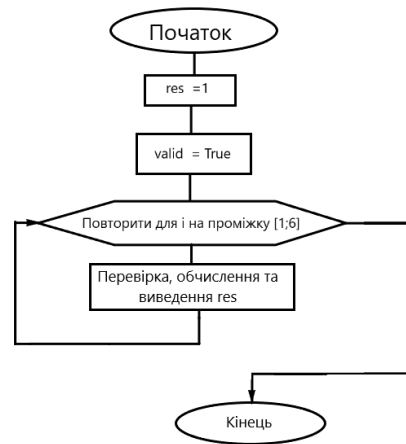 Початок
res =1
valid = True
Повторити для і на проміжку [1;6]
Перевірка, обчислення та
виведення res
Кінець